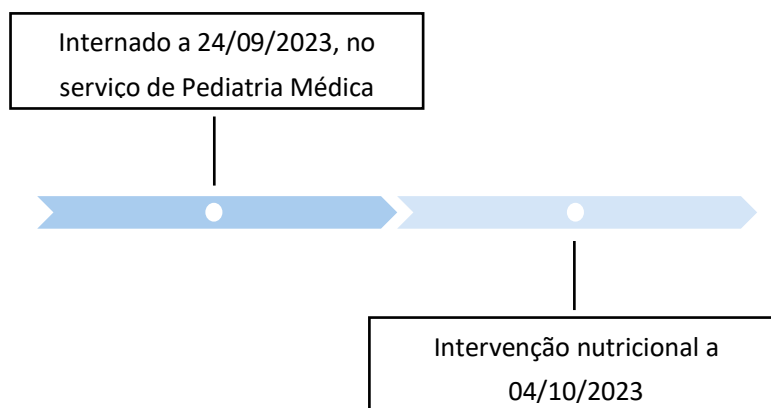 Internado a 24/09/2023, no
serviço de Pediatria Médica
Intervenção nutricional a
04/10/2023